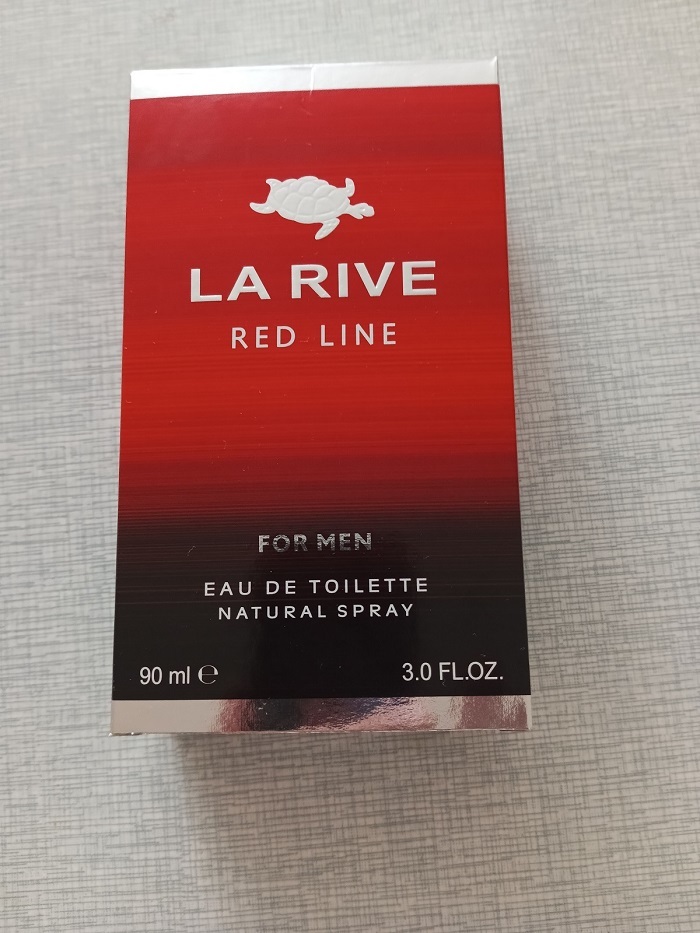 LA RIVE
RED LINE
FOR MEN
EAU DE TOILETTE
NATURAL SPRAY
90 ml ℮ 3.0 FL.OZ.